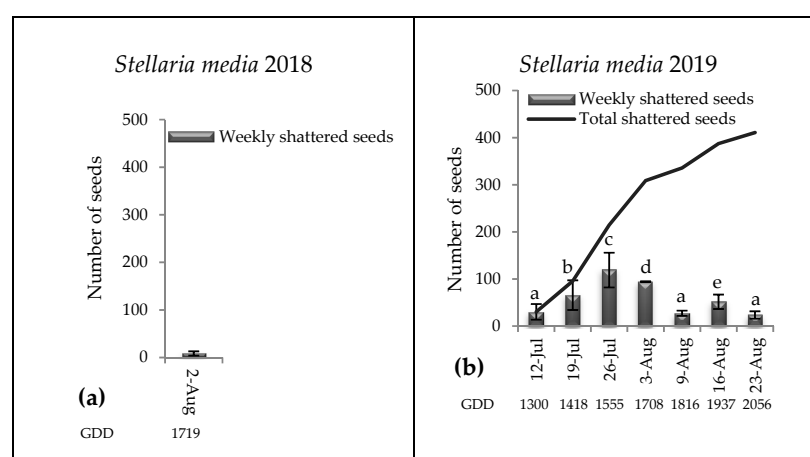 Stellaria media 2018
500
400
300
200
100
0
Number of seeds
Weekly shattered seeds
2-Aug
(a)
GDD 1719
Stellaria media 2019
500
400
300
200
100
0
Number of seeds
Weekly shattered seeds
Total shattered seeds
a b c d a e a
12-Jul 19-Jul 26-Jul 3-Aug 9-Aug 16-Aug 23-Aug
(b)
GDD 1300 1418 1555 1708 1816 1937 2056